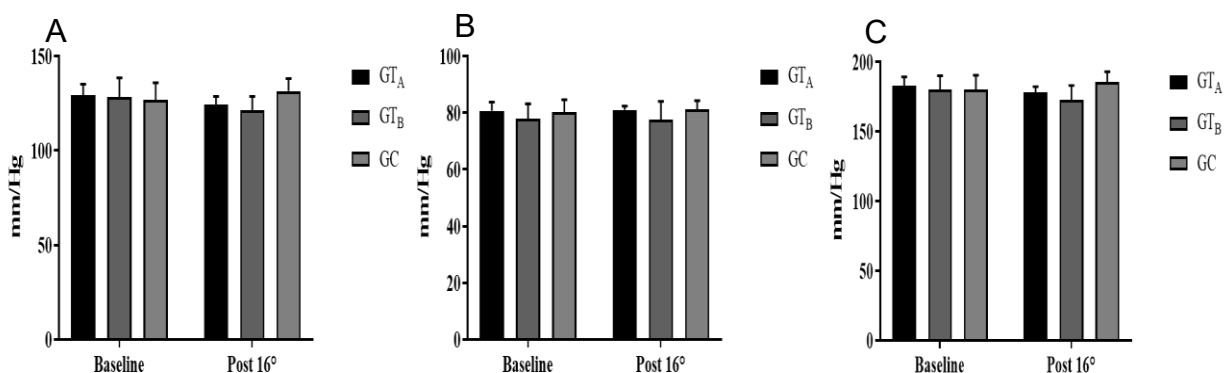 A
mm/Hg
150
100
50
0
Baseline
Post 16°
GTA
GTB
GC
B
mm/Hg
100
80
60
40
20
0
Baseline
Post 16°
GTA
GTB
GC
C
mm/Hg
200
150
200
50
0
Baseline
Post 16°
GTA
GTB
GC